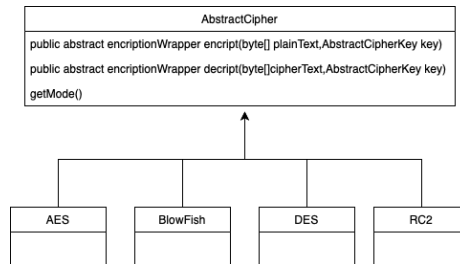 AbstractCipher
public abstract encriptionWrapper encript(byte[] plainText,AbstractCipherKey key)
public abstract encriptionWrapper decript(byte[]cipherText,AbstractCipherKey key)
getMode()
AES
BlowFish
DES
RC2